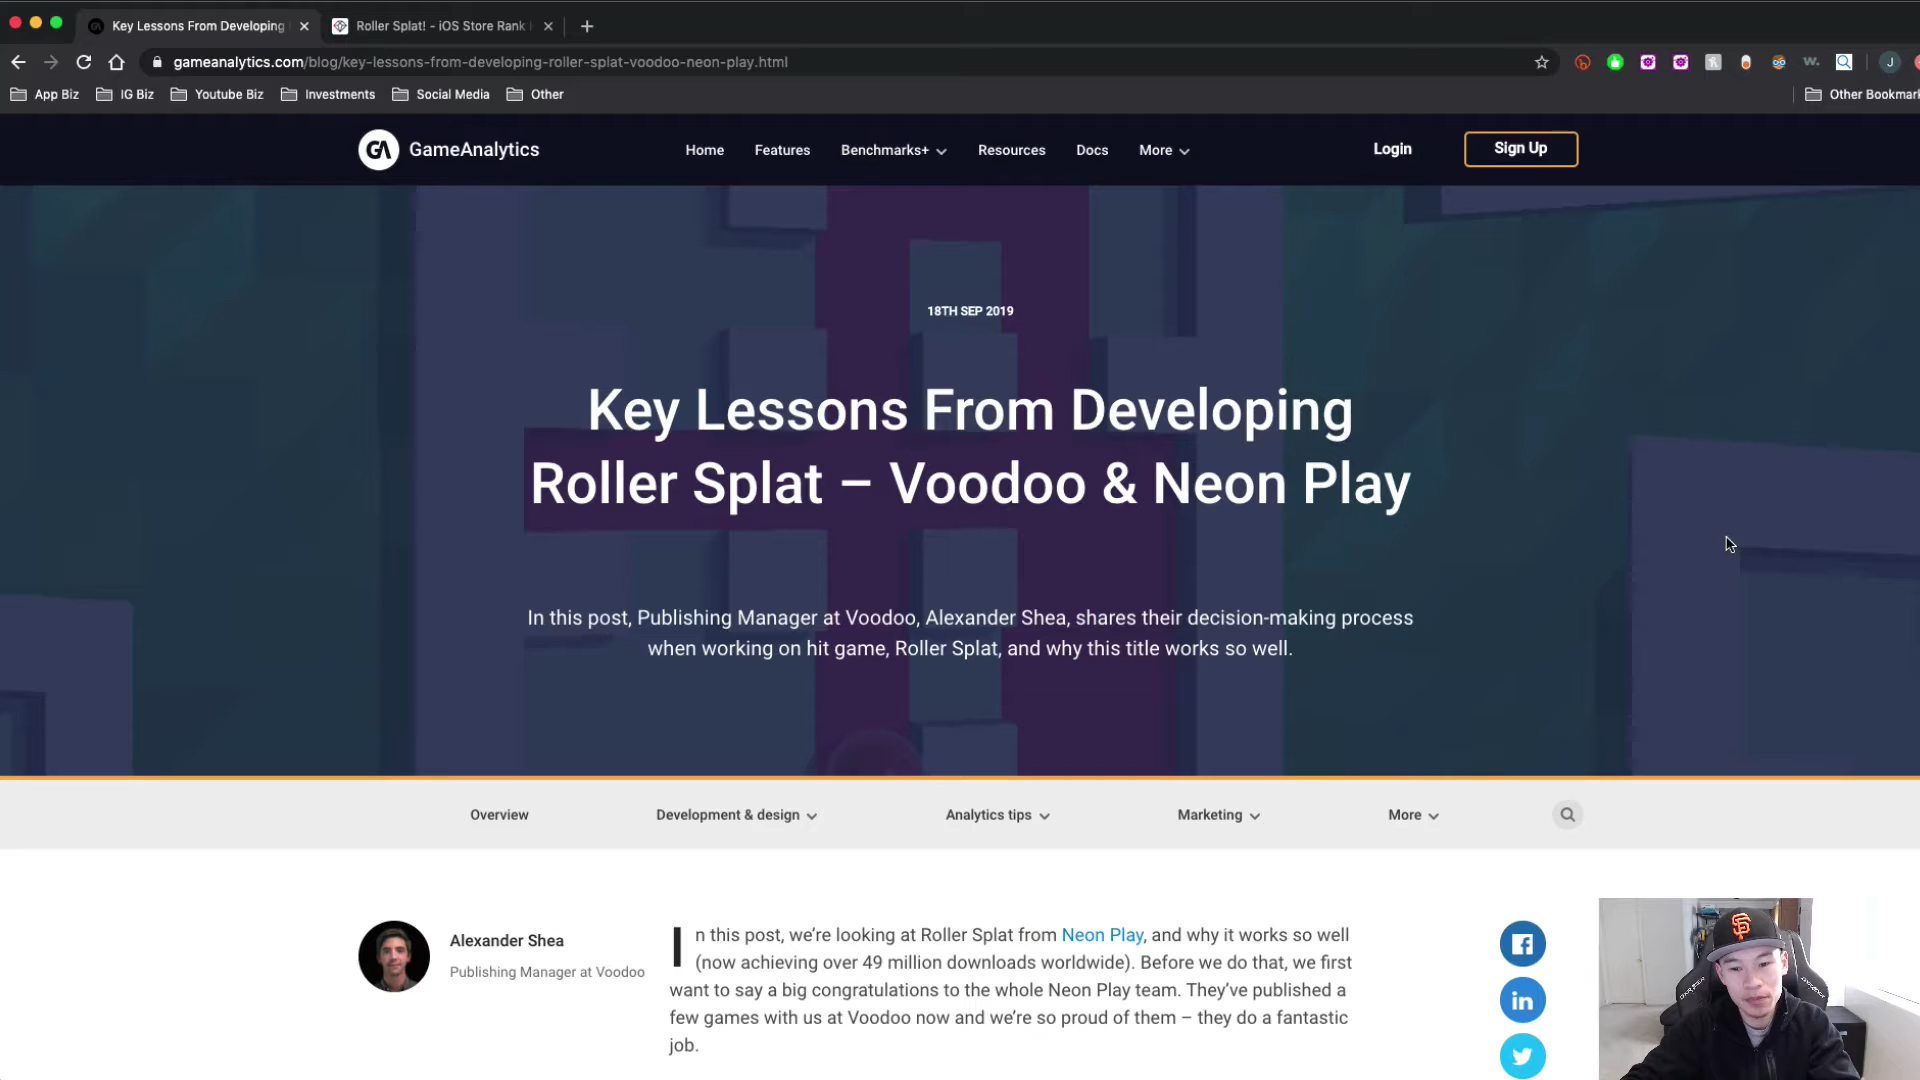 Key Lessons From Developing
Roller Splat! - iOS Store Rank
gameanalytics.com/blog/key-lessons-from-developing-roller-splat-voodoo-neon-play.html
J
App Biz
IG Biz
Youtube Biz
Investments
Social Media
Other
Other Bookmark
GA GameAnalytics
Home
Features
Benchmarks+
Resources
Docs
More
Login
Sign Up
18TH SEP 2019
Key Lessons From Developing
Roller Splat – Voodoo & Neon Play
In this post, Publishing Manager at Voodoo, Alexander Shea, shares their decision-making process
when working on hit game, Roller Splat, and why this title works so well.
Overview
Development & design
Analytics tips
Marketing
More
Alexander Shea
Publishing Manager at Voodoo
In this post, we're looking at Roller Splat from Neon Play, and why it works so well
(now achieving over 49 million downloads worldwide). Before we do that, we first
want to say a big congratulations to the whole Neon Play team. They've published a
few games with us at Voodoo now and we're so proud of them – they do a fantastic
job.
SF